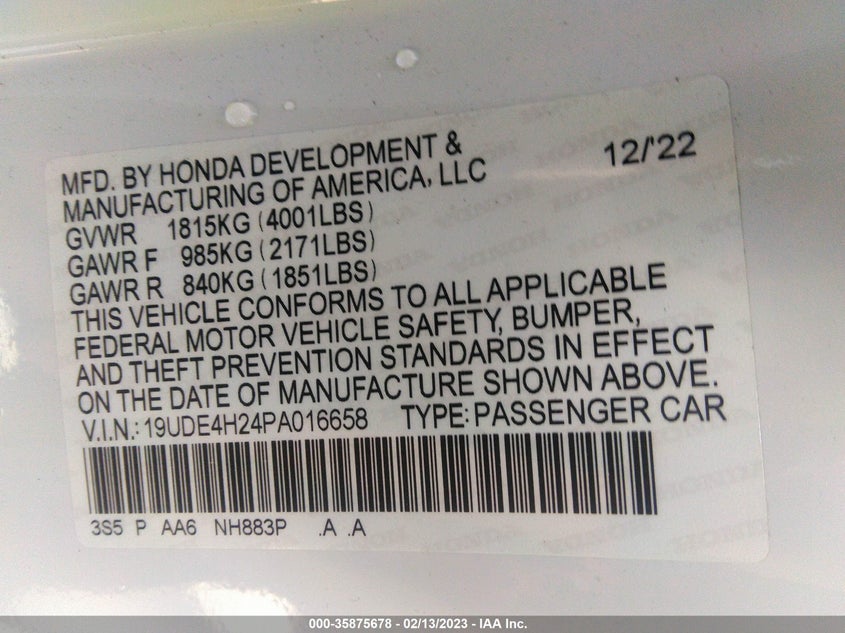 MFD. BY HONDA DEVELOPMENT & 12/'22
MANUFACTURING OF AMERICA, LLC
GVWR 1815KG (4001LBS)
GAWR F 985KG (2171LBS)
GAWR R 840KG (1851LBS)
THIS VEHICLE CONFORMS TO ALL APPLICABLE
FEDERAL MOTOR VEHICLE SAFETY, BUMPER,
AND THEFT PREVENTION STANDARDS IN EFFECT
ON THE DATE OF MANUFACTURE SHOWN ABOVE.
V.I.N.: 19UDE4H24PA016658 TYPE: PASSENGER CAR
3S5 P AA6 NH883P .A .A
000-35875678 - 02/13/2023 - IAA Inc.